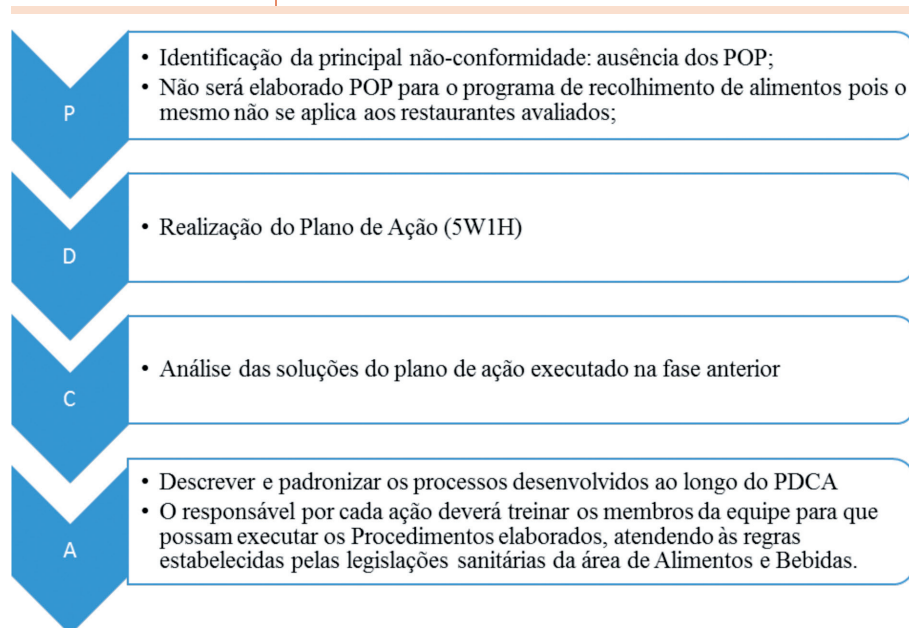 P
• Identificação da principal não-conformidade: ausência dos POP;
• Não será elaborado POP para o programa de recolhimento de alimentos pois o
mesmo não se aplica aos restaurantes avaliados;
D
• Realização do Plano de Ação (5W1H)
C
• Análise das soluções do plano de ação executado na fase anterior
A
• Descrever e padronizar os processos desenvolvidos ao longo do PDCA
• O responsável por cada ação deverá treinar os membros da equipe para que
possam executar os Procedimentos elaborados, atendendo às regras
estabelecidas pelas legislações sanitárias da área de Alimentos e Bebidas.